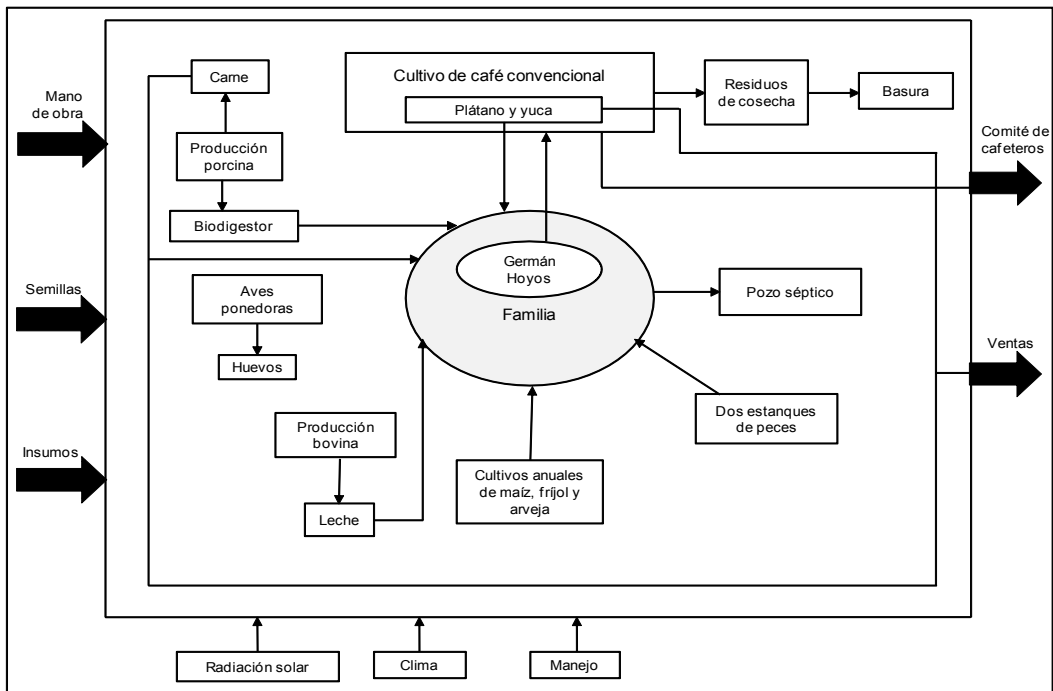 Mano
de obra
Semillas
Insumos
Carne
Producción
porcina
Biodigestor
Aves
ponedoras
Huevos
Producción
bovina
Leche
Cultivo de café convencional
Plátano y yuca
Residuos
de cosecha
Basura
Germán
Hoyos
Familia
Pozo séptico
Dos estanques
de peces
Cultivos anuales
de maíz, fríjol y
arveja
Comité de
cafeteros
Ventas
Radiación solar
Clima
Manejo